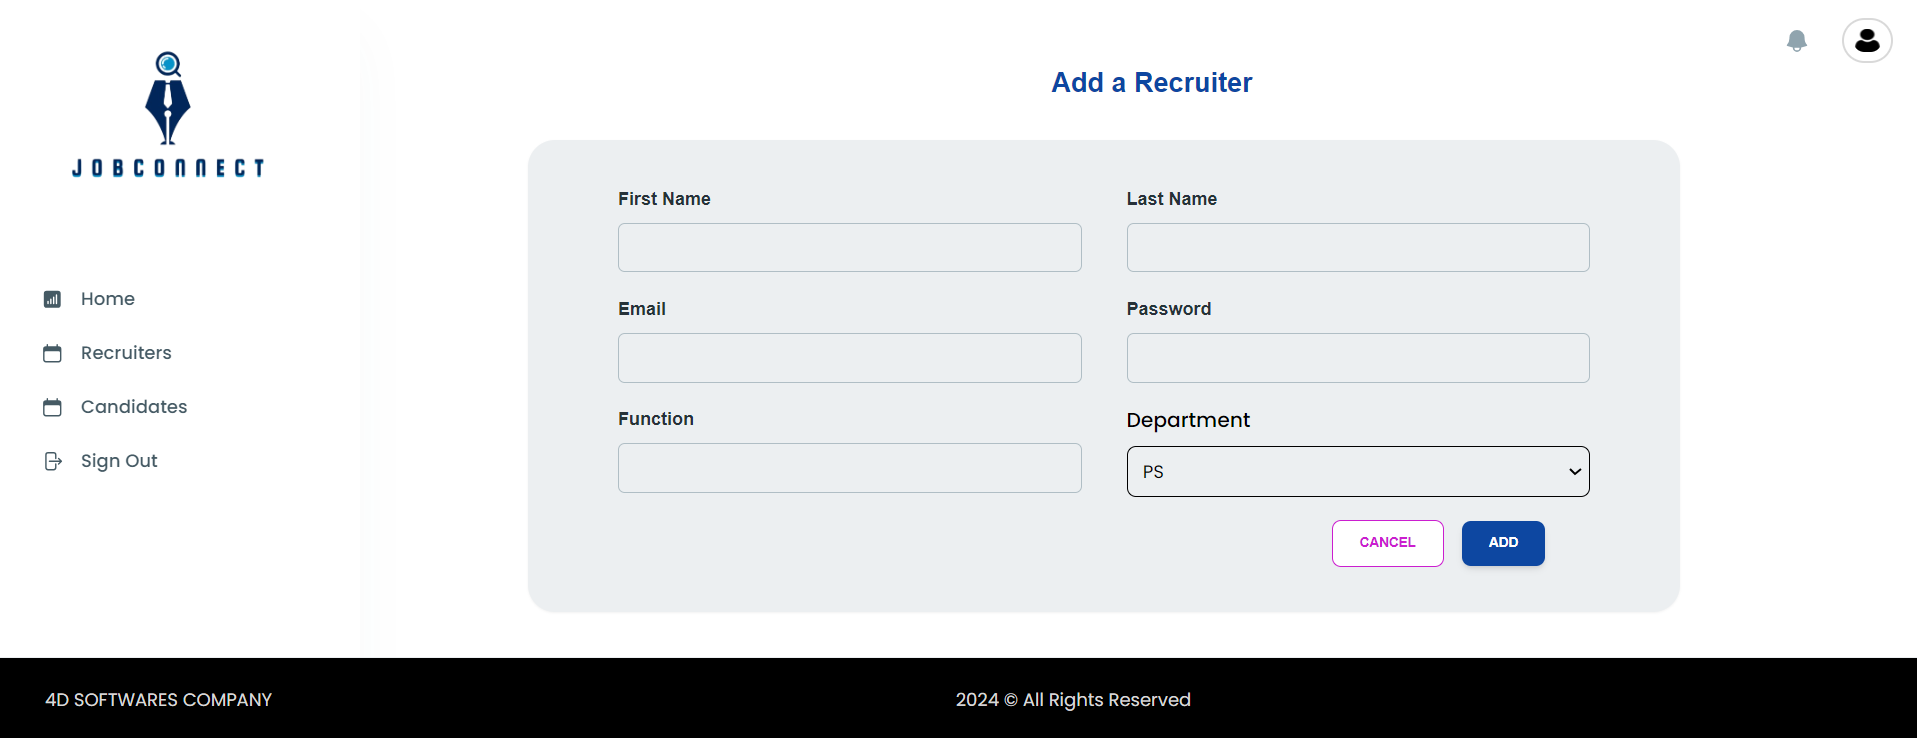 JOBCONNECT
Home
Recruiters
Candidates
Sign Out
Add a Recruiter
First Name
Last Name
Email
Password
Function
Department
PS
CANCEL
ADD
4D SOFTWARES COMPANY
2024 © All Rights Reserved